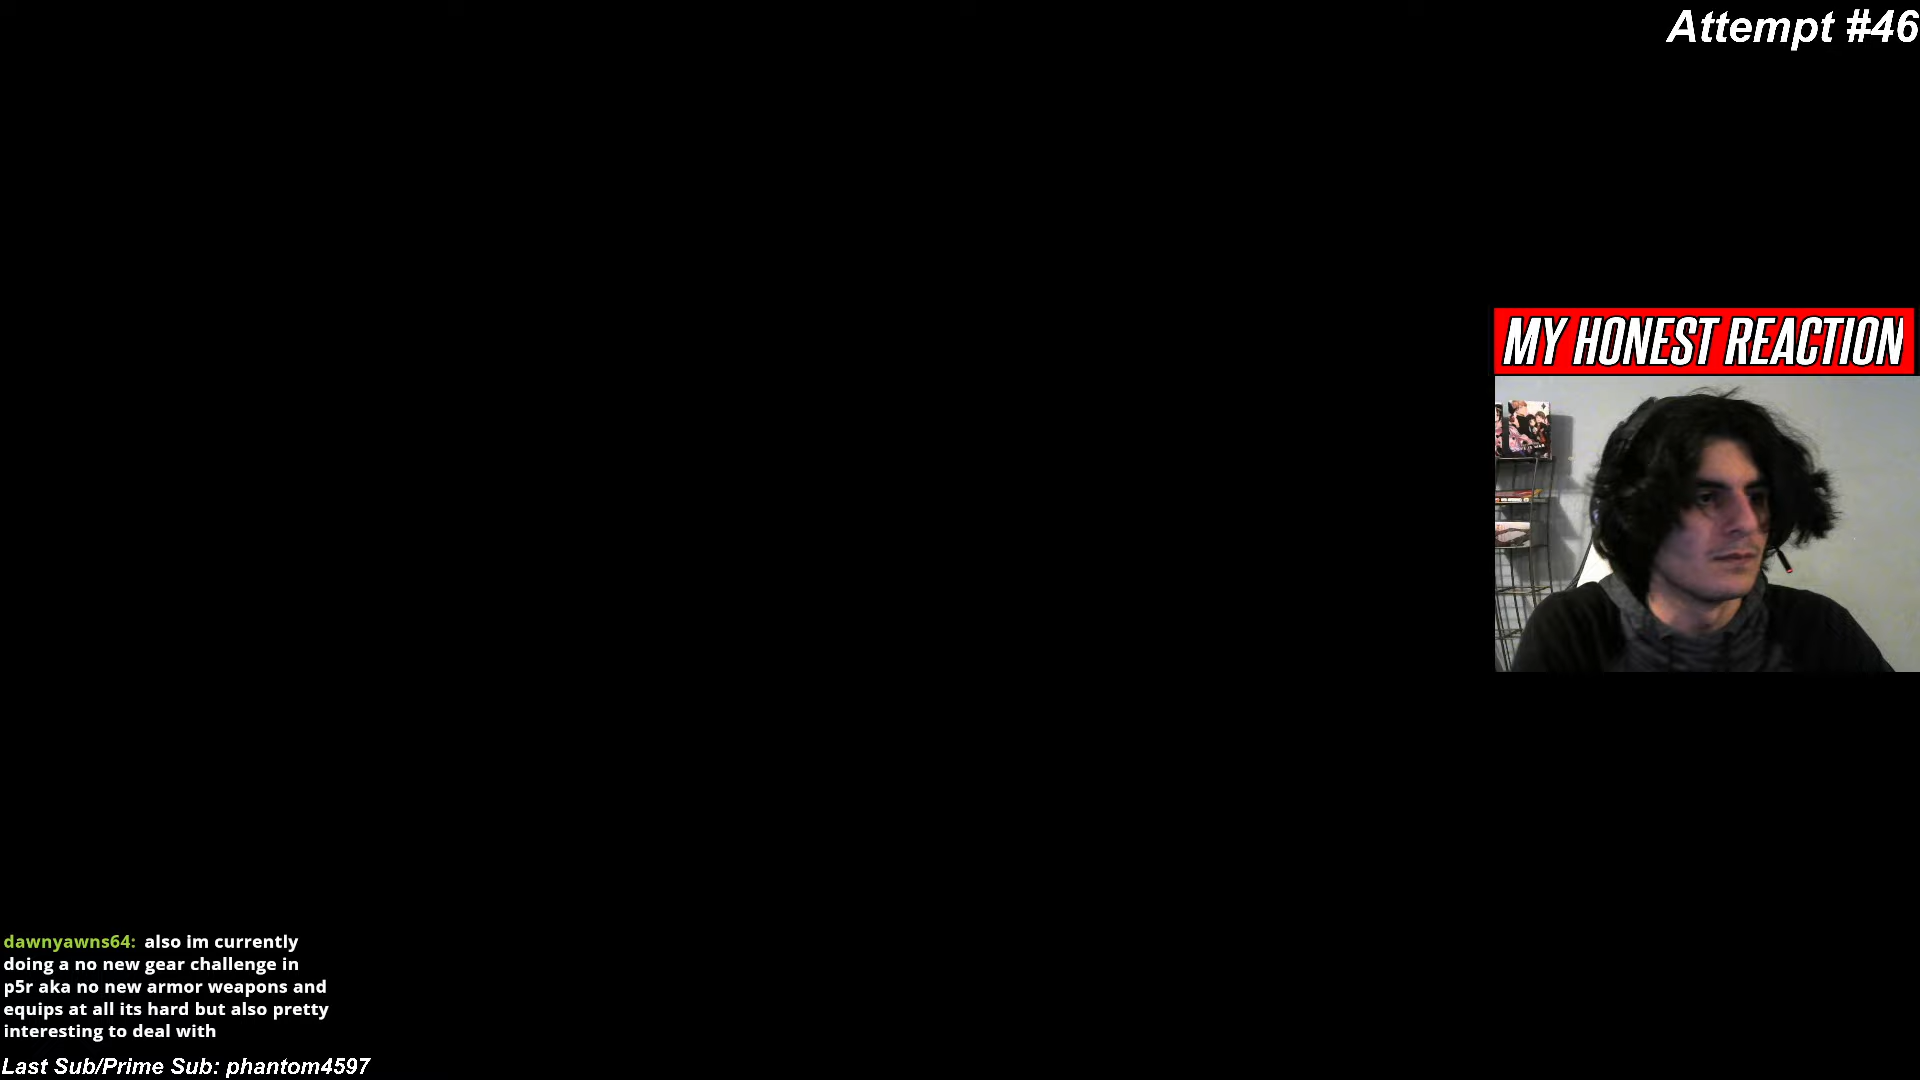 Attempt #46
MY HONEST REACTION
dawnyawns64: also im currently
doing a no new gear challenge in
p5r aka no new armor weapons and
equips at all its hard but also pretty
interesting to deal with
Last Sub/Prime Sub: phantom4597